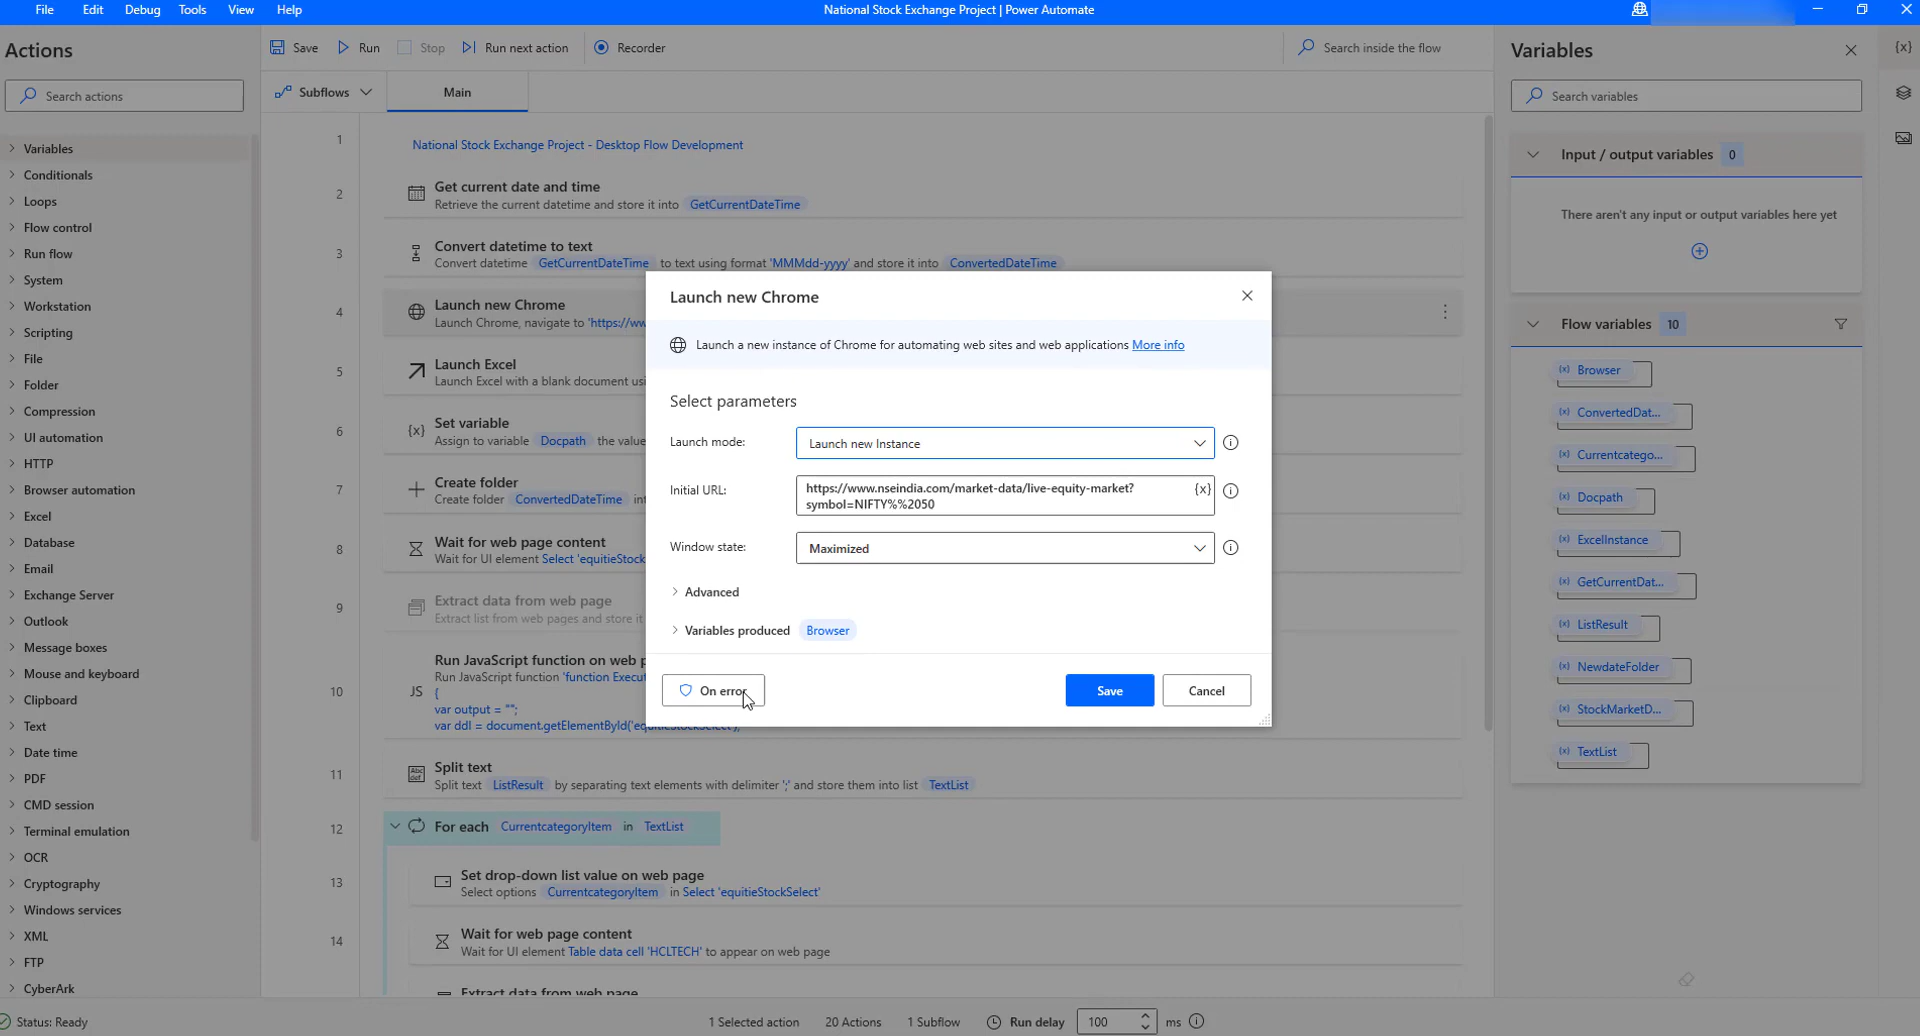 File Edit Debug Tools View Help
National Stock Exchange Project | Power Automate
Actions
Search actions
Variables
Conditionals
Loops
Flow control
Run flow
System
Workstation
Scripting
File
Folder
Compression
UI automation
HTTP
Browser automation
Excel
Database
Email
Exchange Server
Outlook
Message boxes
Mouse and keyboard
Clipboard
Text
Date time
PDF
CMD session
Terminal emulation
OCR
Cryptography
Windows services
XML
FTP
CyberArk
Save Run Stop Run next action Recorder
Search inside the flow
Subflows Main
1 National Stock Exchange Project - Desktop Flow Development
2 Get current date and time
Retrieve the current datetime and store it into GetCurrentDateTime
3 Convert datetime to text
Convert datetime GetCurrentDateTime to text using format 'MMMdd-yyyy' and store it into ConvertedDateTime
4 Launch new Chrome
Launch Chrome, navigate to 'https://ww
5 Launch Excel
Launch Excel with a blank document usi
6 {x} Set variable
Assign to variable Docpath the value
7 Create folder
Create folder ConvertedDateTime int
8 Wait for web page content
Wait for UI element Select 'equitieStock
9 Extract data from web page
Extract list from web pages and store it
10 JS Run JavaScript function on web p
Run JavaScript function 'function Execut
{
var output = "";
var ddl = document.getElementById('equitieStockSelect');
11 Split text
Split text ListResult by separating text elements with delimiter ';' and store them into list TextList
12 For each CurrentcategoryItem in TextList
13 Set drop-down list value on web page
Select options CurrentcategoryItem in Select 'equitieStockSelect'
14 Wait for web page content
Wait for UI element Table data cell 'HCLTECH' to appear on web page
Extract data from web page
Launch new Chrome
Launch a new instance of Chrome for automating web sites and web applications More info
Select parameters
Launch mode: Launch new Instance
Initial URL: https://www.nseindia.com/market-data/live-equity-market? {x}
symbol=NIFTY%%2050
Window state: Maximized
Advanced
Variables produced Browser
On error Save Cancel
Variables {x}
Search variables
Input / output variables 0
There aren't any input or output variables here yet
Flow variables 10
{x} Browser
{x} ConvertedDat...
{x} Currentcatego...
{x} Docpath
{x} ExcelInstance
{x} GetCurrentDat...
{x} ListResult
{x} NewdateFolder
{x} StockMarketD...
{x} TextList
Status: Ready 1 Selected action 20 Actions 1 Subflow Run delay 100 ms